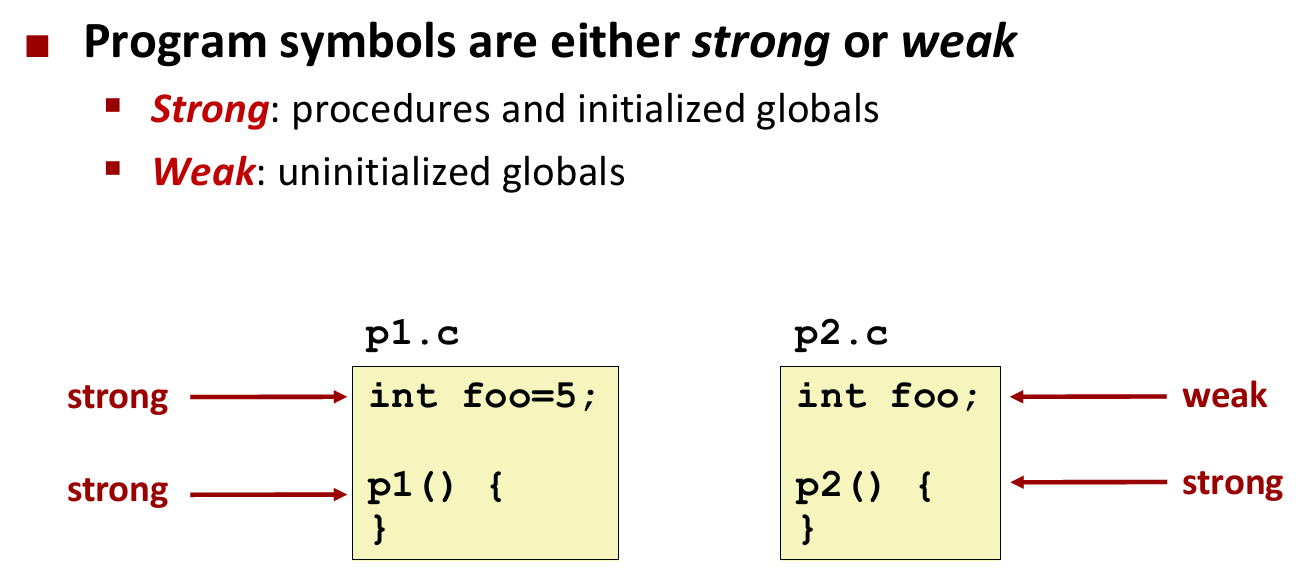 Program symbols are either strong or weak
Strong: procedures and initialized globals
Weak: uninitialized globals
p1.c
p2.c
strong
int foo=5;
int foo;
weak
strong
p1() {
p2() {
strong
}
}